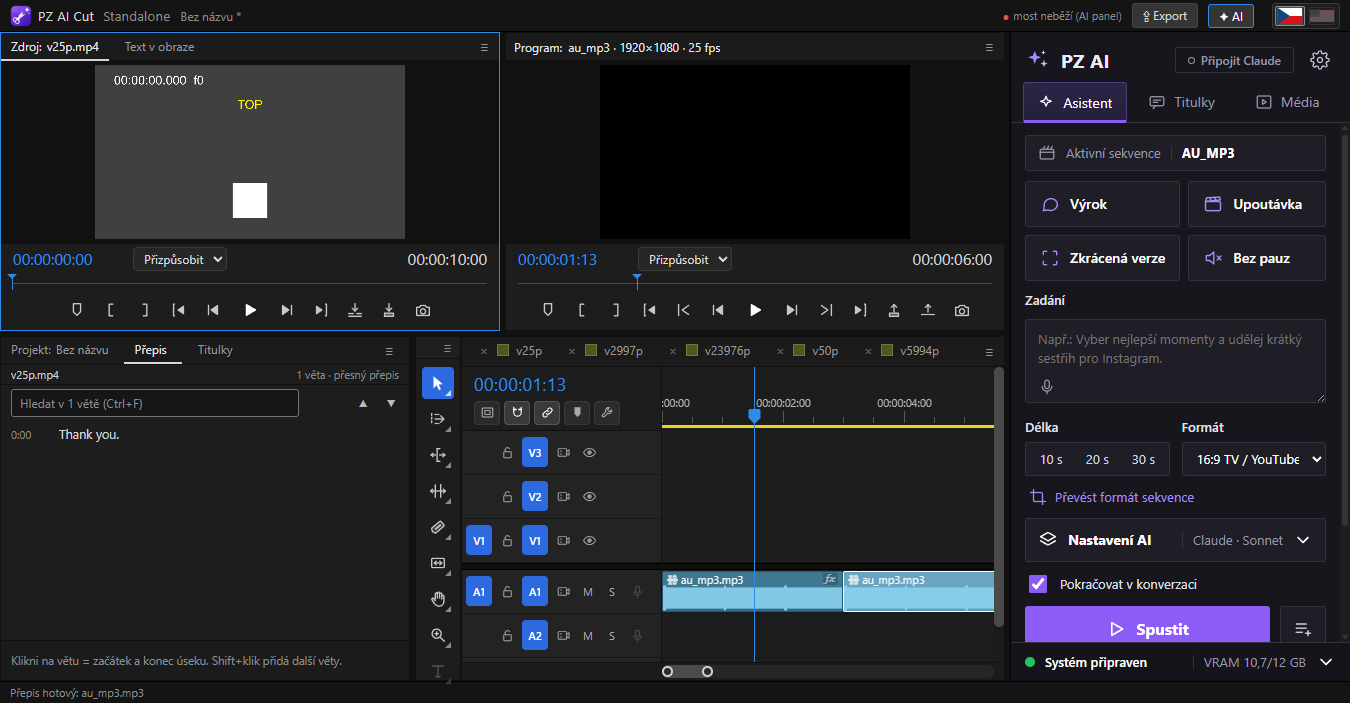 PZ AI Cut Standalone Bez názvu *
most neběží (AI panel) Export AI
Zdroj: v25p.mp4 Text v obraze
00:00:00.000 f0
TOP
00:00:00:00 Přizpůsobit 00:00:10:00
Program: au_mp3 · 1920×1080 · 25 fps
00:00:01:13 Přizpůsobit 00:00:06:00
Projekt: Bez názvu Přepis Titulky
v25p.mp4 1 věta · přesný přepis
Hledat v 1 větě (Ctrl+F)
0:00 Thank you.
Klikni na větu = začátek a konec úseku. Shift+klik přidá další věty.
v25p v2997p v23976p v50p v5994p
00:00:01:13
:00:00 00:00:02:00 00:00:04:00
V3
V2
V1 V1
A1 A1 M S
au_mp3.mp3 fx au_mp3.mp3
A2 M S
PZ AI Připojit Claude
Asistent Titulky Média
Aktivní sekvence AU_MP3
Výrok Upoutávka
Zkrácená verze Bez pauz
Zadání
Např.: Vyber nejlepší momenty a udělej krátký
sestřih pro Instagram.
Délka Formát
10 s 20 s 30 s 16:9 TV / YouTube
Převést formát sekvence
Nastavení AI Claude · Sonnet
Pokračovat v konverzaci
Spustit
Systém připraven VRAM 10,7/12 GB
Přepis hotový: au_mp3.mp3